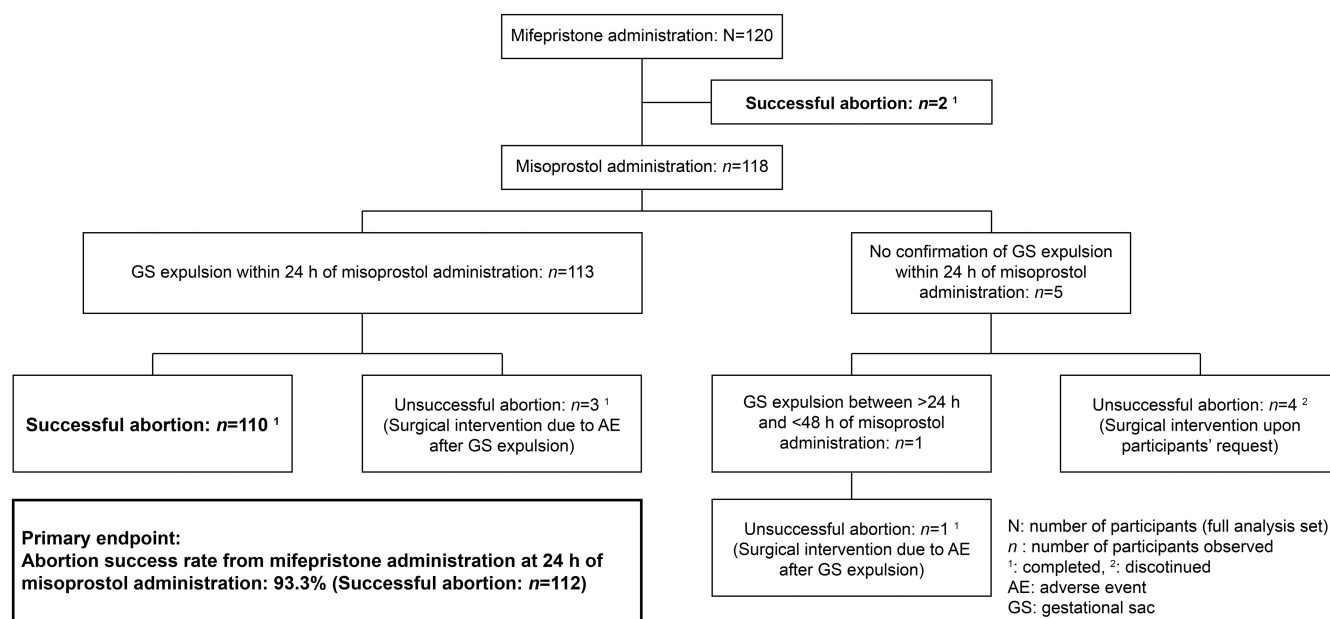 Mifepristone administration: N=120
Successful abortion: n=2 ¹
Misoprostol administration: n=118
GS expulsion within 24 h of misoprostol administration: n=113
No confirmation of GS expulsion
within 24 h of misoprostol
administration: n=5
Successful abortion: n=110 ¹
Unsuccessful abortion: n=3 ¹
(Surgical intervention due to AE
after GS expulsion)
GS expulsion between >24 h
and <48 h of misoprostol
administration: n=1
Unsuccessful abortion: n=4 ²
(Surgical intervention upon
participants’ request)
Primary endpoint:
Abortion success rate from mifepristone administration at 24 h of
misoprostol administration: 93.3% (Successful abortion: n=112)
Unsuccessful abortion: n=1 ¹
(Surgical intervention due to AE
after GS expulsion)
N: number of participants (full analysis set)
n : number of participants observed
¹: completed, ²: discotinued
AE: adverse event
GS: gestational sac